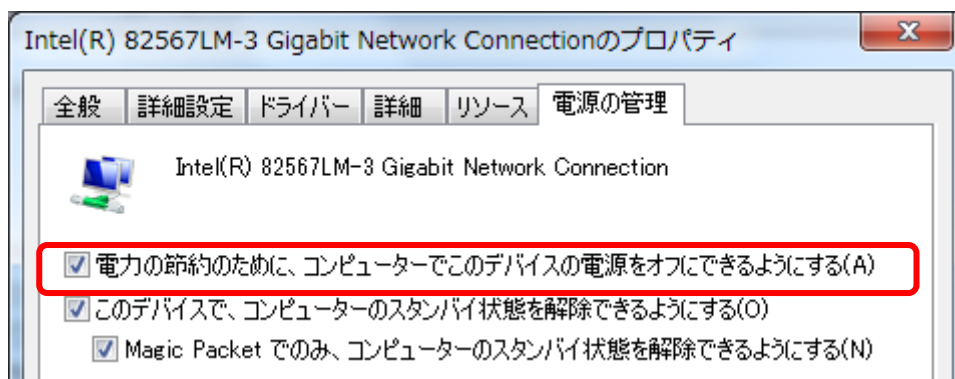 Intel(R) 82567LM-3 Gigabit Network Connectionのプロパティ
全般 詳細設定 ドライバー 詳細 リソース 電源の管理
Intel(R) 82567LM-3 Gigabit Network Connection
電力の節約のために、コンピューターでこのデバイスの電源をオフにできるようにする(A)
このデバイスで、コンピューターのスタンバイ状態を解除できるようにする(O)
Magic Packet でのみ、コンピューターのスタンバイ状態を解除できるようにする(N)